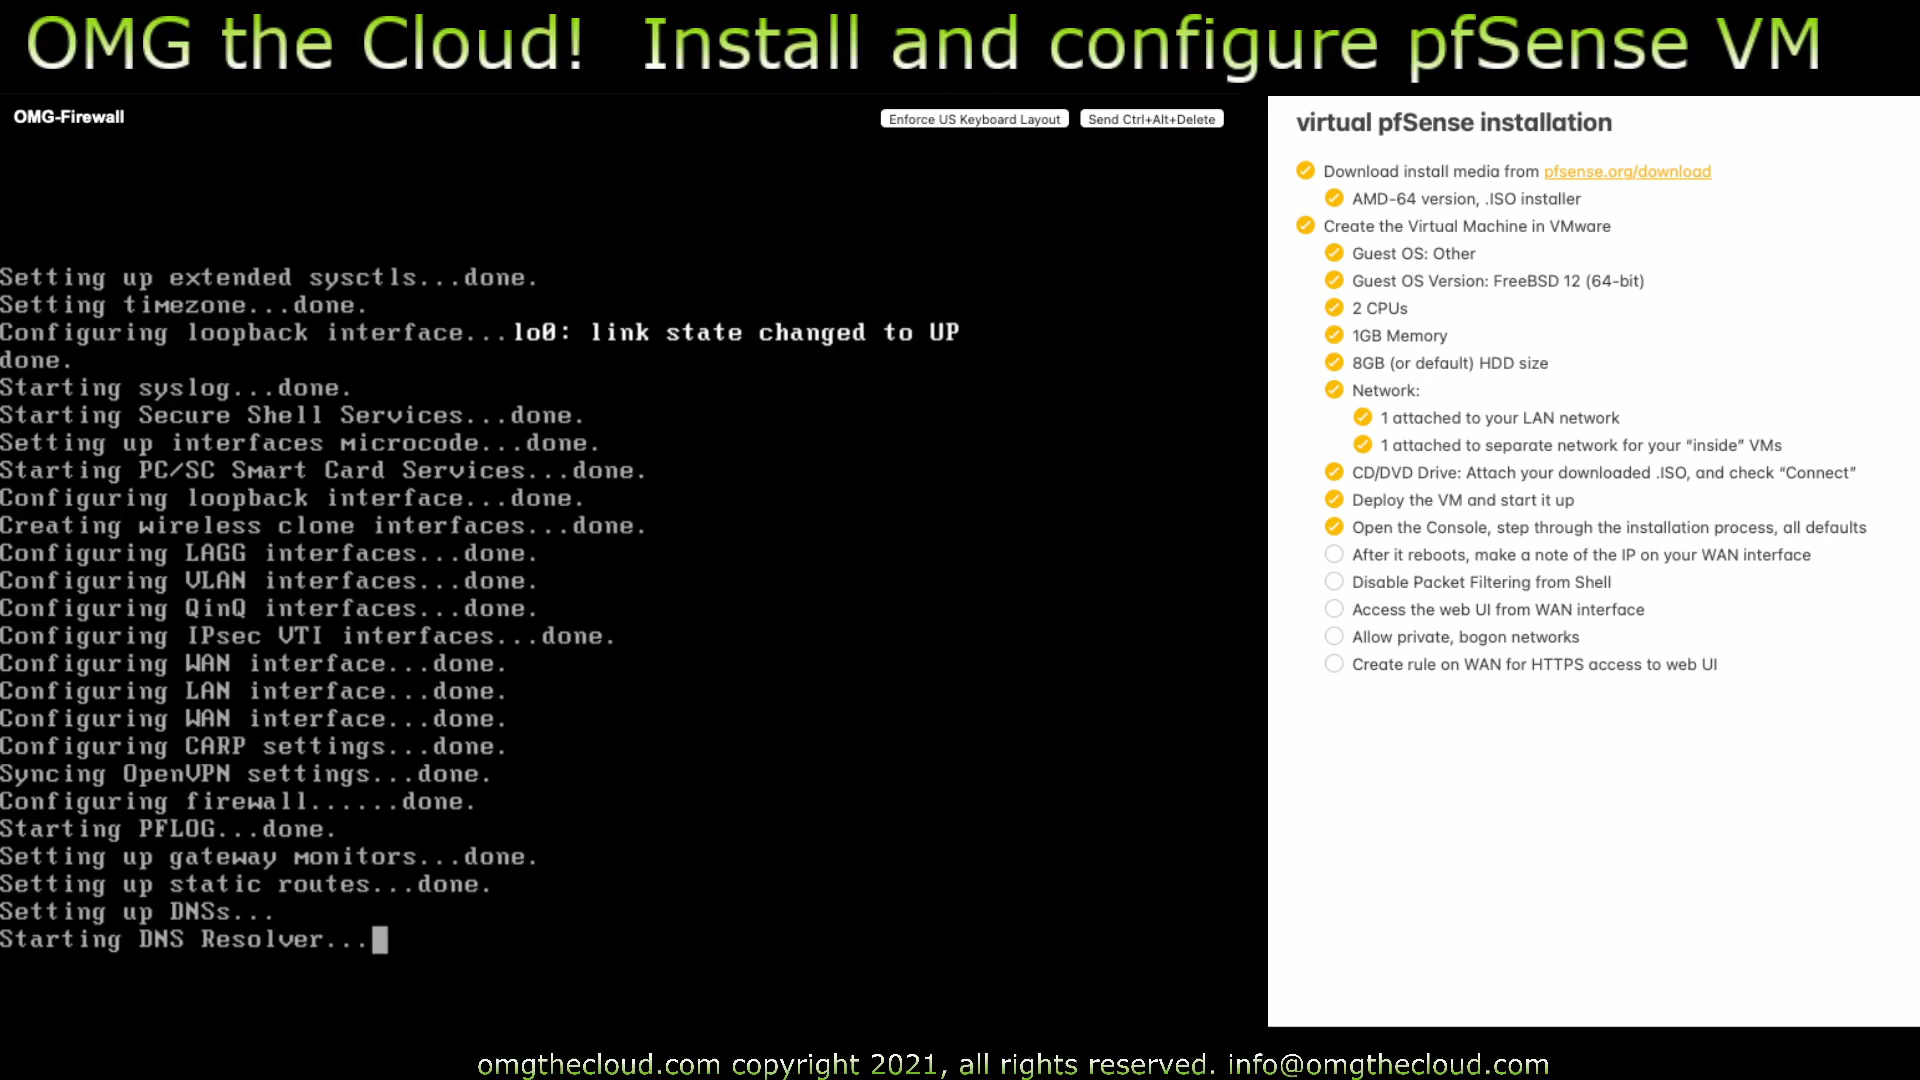 OMG the Cloud! Install and configure pfSense VM
OMG-Firewall
Enforce US Keyboard Layout
Send Ctrl+Alt+Delete
Setting up extended sysctls...done.
Setting timezone...done.
Configuring loopback interface...lo0: link state changed to UP
done.
Starting syslog...done.
Starting Secure Shell Services...done.
Setting up interfaces microcode...done.
Starting PC/SC Smart Card Services...done.
Configuring loopback interface...done.
Creating wireless clone interfaces...done.
Configuring LAGG interfaces...done.
Configuring VLAN interfaces...done.
Configuring QinQ interfaces...done.
Configuring IPsec VTI interfaces...done.
Configuring WAN interface...done.
Configuring LAN interface...done.
Configuring WAN interface...done.
Configuring CARP settings...done.
Syncing OpenVPN settings...done.
Configuring firewall......done.
Starting PFLOG...done.
Setting up gateway monitors...done.
Setting up static routes...done.
Setting up DNSs...
Starting DNS Resolver...
virtual pfSense installation
Download install media from pfsense.org/download
AMD-64 version, .ISO installer
Create the Virtual Machine in VMware
Guest OS: Other
Guest OS Version: FreeBSD 12 (64-bit)
2 CPUs
1GB Memory
8GB (or default) HDD size
Network:
1 attached to your LAN network
1 attached to separate network for your “inside” VMs
CD/DVD Drive: Attach your downloaded .ISO, and check “Connect”
Deploy the VM and start it up
Open the Console, step through the installation process, all defaults
After it reboots, make a note of the IP on your WAN interface
Disable Packet Filtering from Shell
Access the web UI from WAN interface
Allow private, bogon networks
Create rule on WAN for HTTPS access to web UI
omgthecloud.com copyright 2021, all rights reserved. info@omgthecloud.com